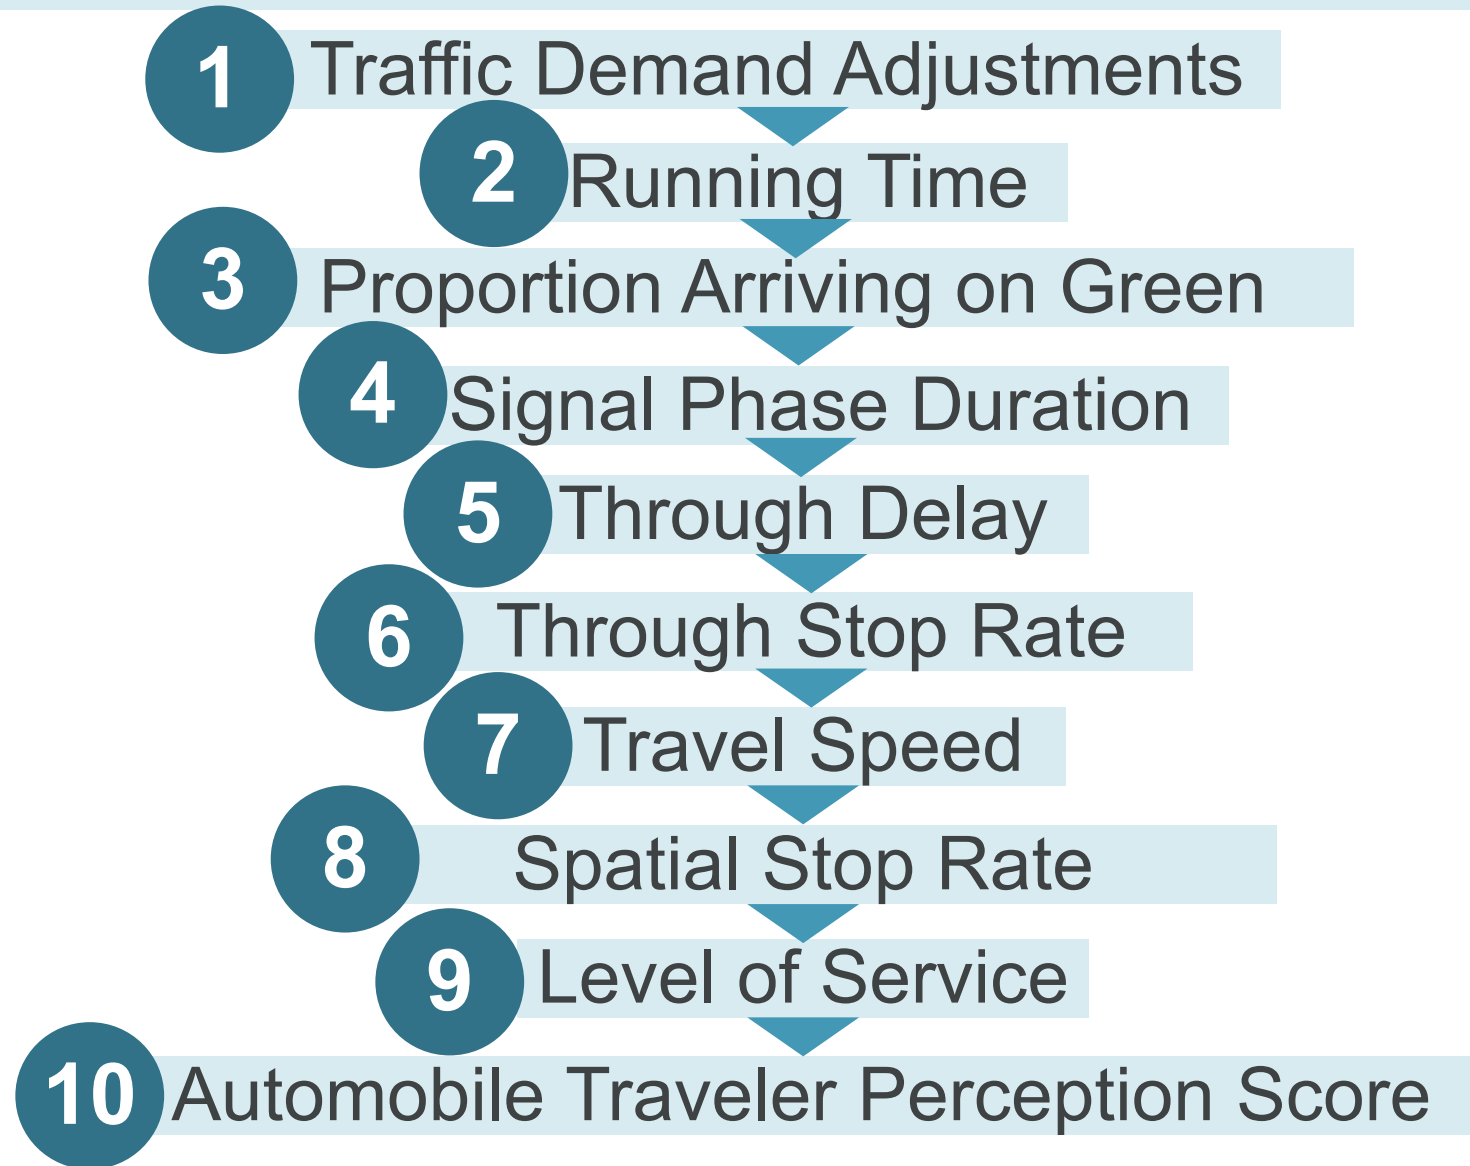 1 Traffic Demand Adjustments
2 Running Time
3 Proportion Arriving on Green
4 Signal Phase Duration
5 Through Delay
6 Through Stop Rate
7 Travel Speed
8 Spatial Stop Rate
9 Level of Service
10 Automobile Traveler Perception Score